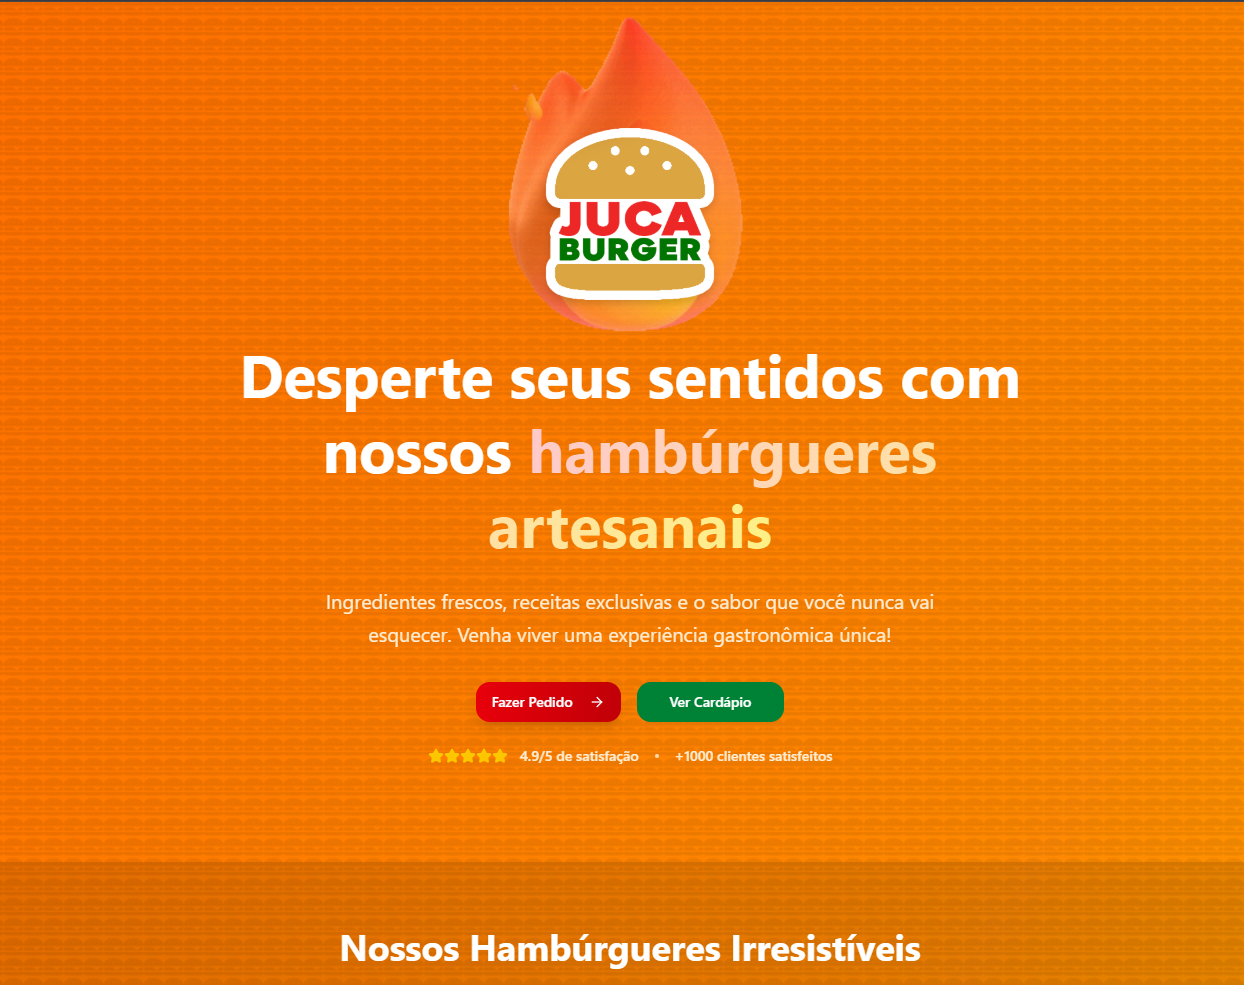 JUCA
BURGER
Desperte seus sentidos com
nossos hambúrgueres
artesanais
Ingredientes frescos, receitas exclusivas e o sabor que você nunca vai
esquecer. Venha viver uma experiência gastronômica única!
Fazer Pedido → Ver Cardápio
4.9/5 de satisfação • +1000 clientes satisfeitos
Nossos Hambúrgueres Irresistíveis